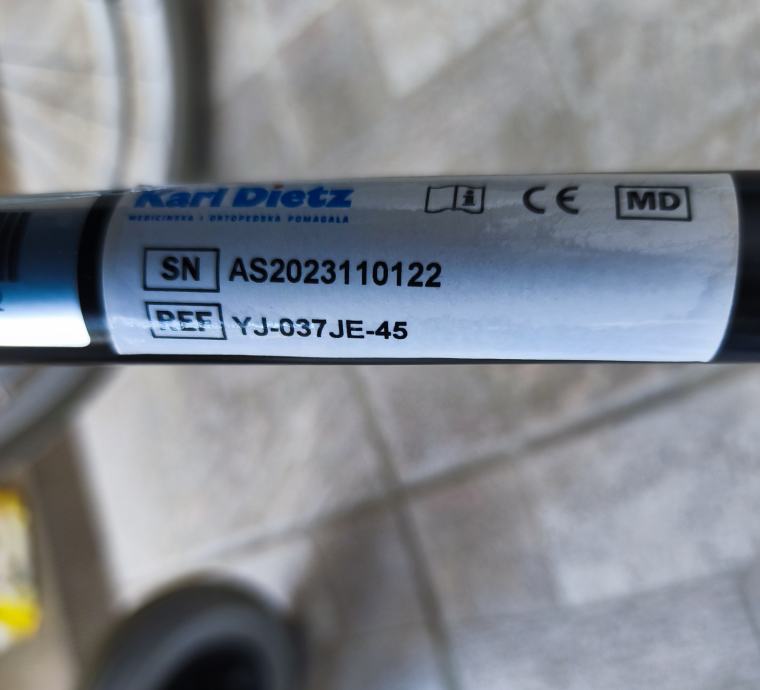 Karl Dietz
MEDICINSKA I ORTOPEDSKA POMAGALA
CE MD
SN AS2023110122
REF YJ-037JE-45